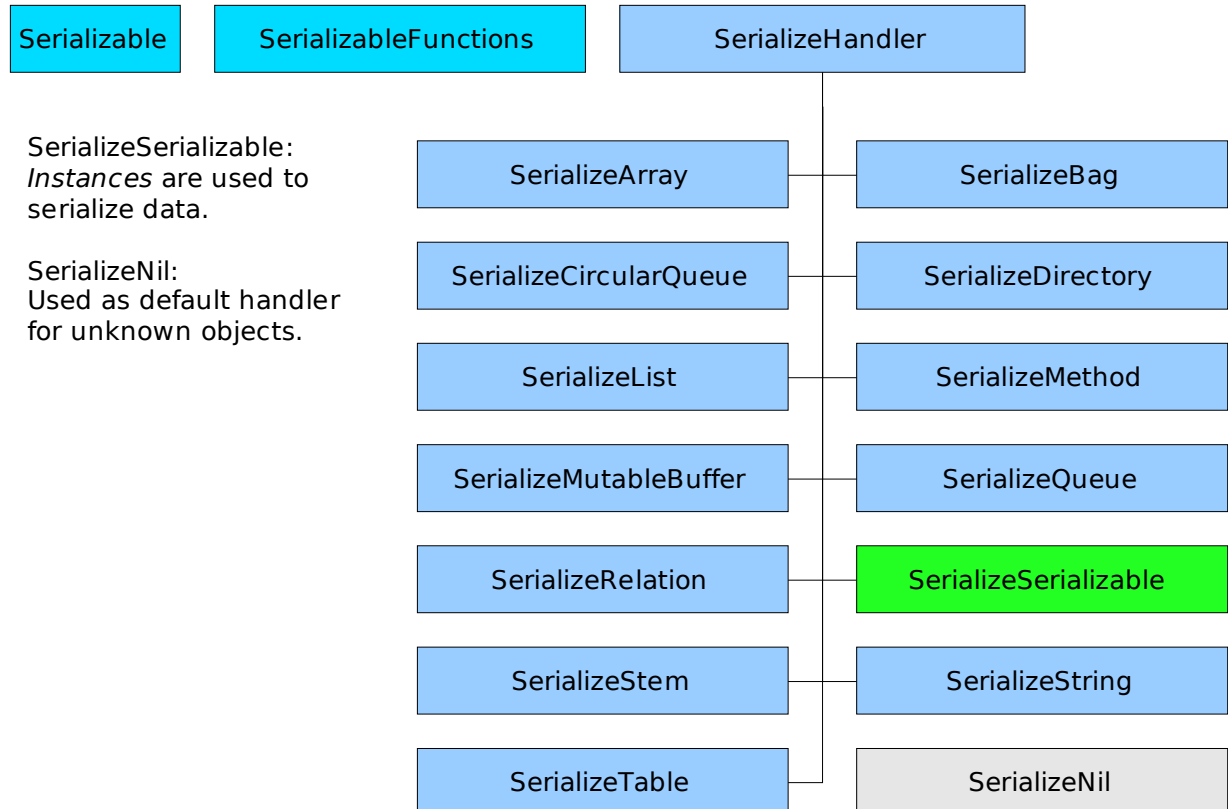 Serializable
SerializableFunctions
SerializeHandler
SerializeSerializable:
Instances are used to
serialize data.
SerializeNil:
Used as default handler
for unknown objects.
SerializeArray
SerializeBag
SerializeCircularQueue
SerializeDirectory
SerializeList
SerializeMethod
SerializeMutableBuffer
SerializeQueue
SerializeRelation
SerializeSerializable
SerializeStem
SerializeString
SerializeTable
SerializeNil